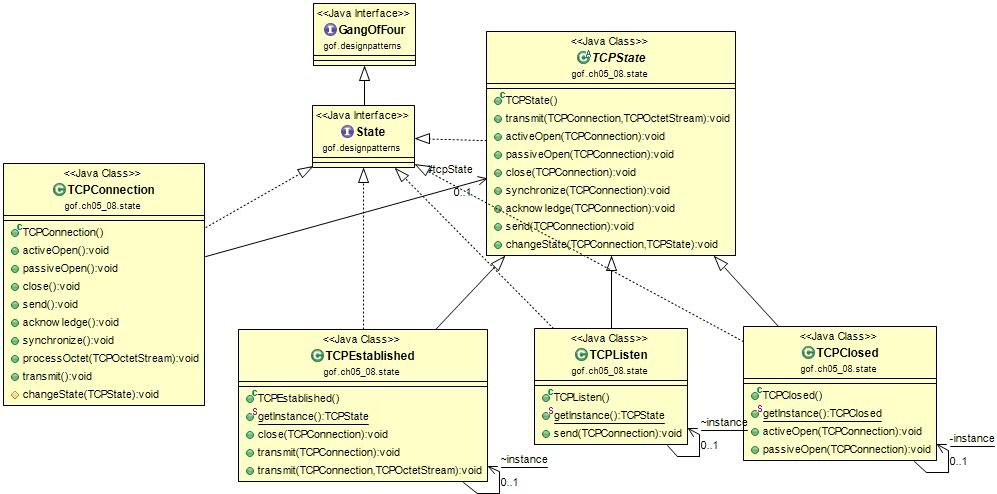 <<Java Interface>>
GangOfFour
gof.designpatterns
<<Java Interface>>
State
gof.designpatterns
<<Java Class>>
TCPState
gof.ch05_08.state
TCPState()
transmit(TCPConnection,TCPOctetStream):void
activeOpen(TCPConnection):void
passiveOpen(TCPConnection):void
close(TCPConnection):void
synchronize(TCPConnection):void
acknowledge(TCPConnection):void
send(TCPConnection):void
changeState(TCPConnection,TCPState):void
#tcpState
0..1
<<Java Class>>
TCPConnection
gof.ch05_08.state
TCPConnection()
activeOpen():void
passiveOpen():void
close():void
send():void
acknowledge():void
synchronize():void
processOctet(TCPOctetStream):void
transmit():void
changeState(TCPState):void
<<Java Class>>
TCPEstablished
gof.ch05_08.state
TCPEstablished()
getInstance():TCPState
close(TCPConnection):void
transmit(TCPConnection):void
transmit(TCPConnection,TCPOctetStream):void
~instance
0..1
<<Java Class>>
TCPListen
gof.ch05_08.state
TCPListen()
getInstance():TCPState
send(TCPConnection):void
~instance
0..1
<<Java Class>>
TCPClosed
gof.ch05_08.state
TCPClosed()
getInstance():TCPClosed
activeOpen(TCPConnection):void
passiveOpen(TCPConnection):void
-instance
0..1